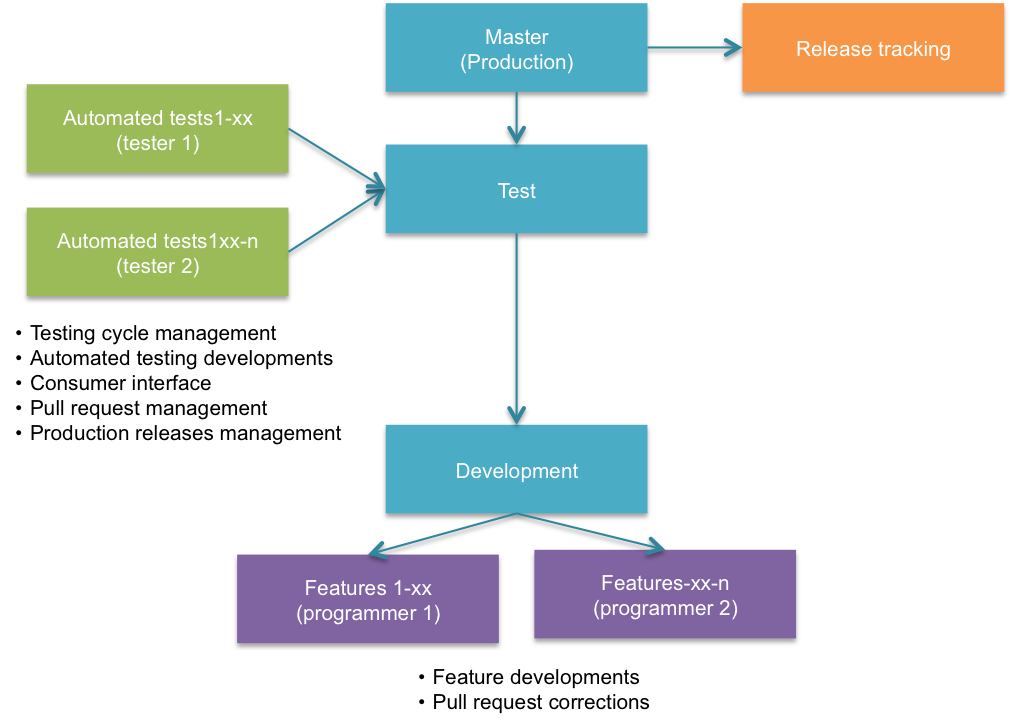 Master
(Production)
Release tracking
Automated tests1-xx
(tester 1)
Test
Automated tests1xx-n
(tester 2)
• Testing cycle management
• Automated testing developments
• Consumer interface
• Pull request management
• Production releases management
Development
Features 1-xx
(programmer 1)
Features-xx-n
(programmer 2)
• Feature developments
• Pull request corrections